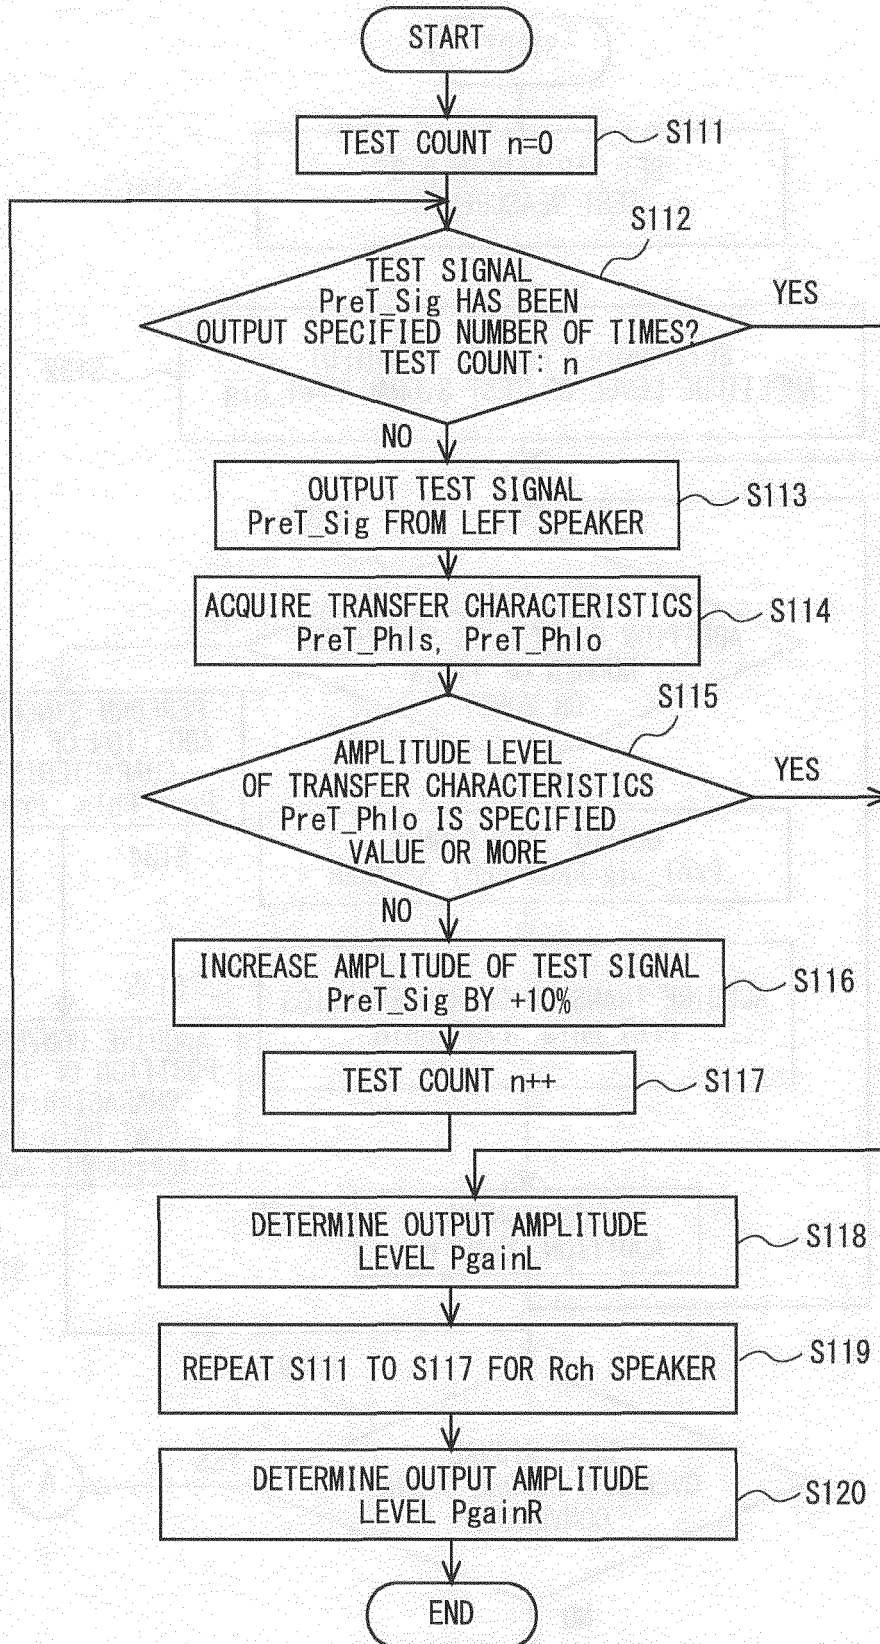 START
TEST COUNT n=0
S111
S112
TEST SIGNAL
PreT_Sig HAS BEEN
OUTPUT SPECIFIED NUMBER OF TIMES?
TEST COUNT: n
YES
NO
OUTPUT TEST SIGNAL
PreT_Sig FROM LEFT SPEAKER
S113
ACQUIRE TRANSFER CHARACTERISTICS
PreT_Phls, PreT_Phlo
S114
S115
AMPLITUDE LEVEL
OF TRANSFER CHARACTERISTICS
PreT_Phlo IS SPECIFIED
VALUE OR MORE
YES
NO
INCREASE AMPLITUDE OF TEST SIGNAL
PreT_Sig BY +10%
S116
TEST COUNT n++
S117
DETERMINE OUTPUT AMPLITUDE
LEVEL PgainL
S118
REPEAT S111 TO S117 FOR Rch SPEAKER
S119
DETERMINE OUTPUT AMPLITUDE
LEVEL PgainR
S120
END